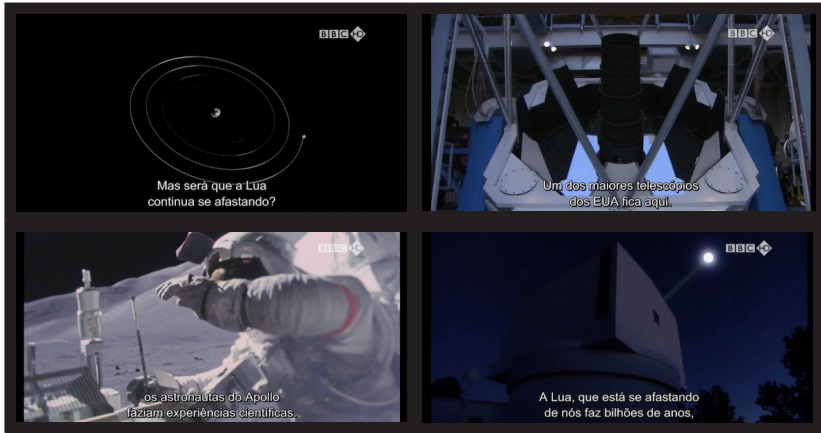 BBC HD
Mas será que a Lua
continua se afastando?
BBC HD
Um dos maiores telescópios
dos EUA fica aqui.
BBC HD
os astronautas do Apollo
faziam experiências científicas.
BBC HD
A Lua, que está se afastando
de nós faz bilhões de anos,